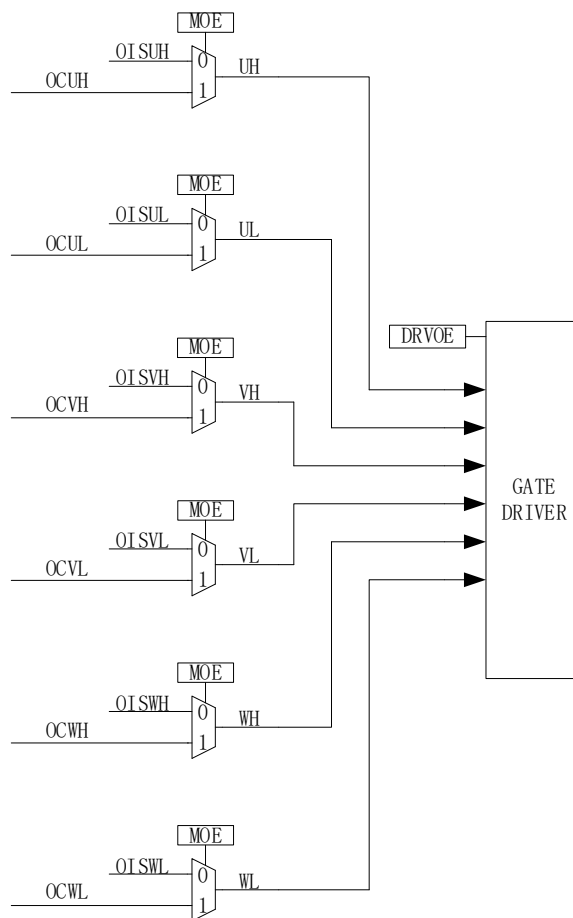 MOE
OISUH
0
UH
OCUH
1
MOE
OISUL
0
UL
OCUL
1
DRVOE
MOE
OISVH
0
VH
OCVH
1
GATE
DRIVER
MOE
OISVL
0
VL
OCVL
1
MOE
OISWH
0
WH
OCWH
1
MOE
OISWL
0
WL
OCWL
1